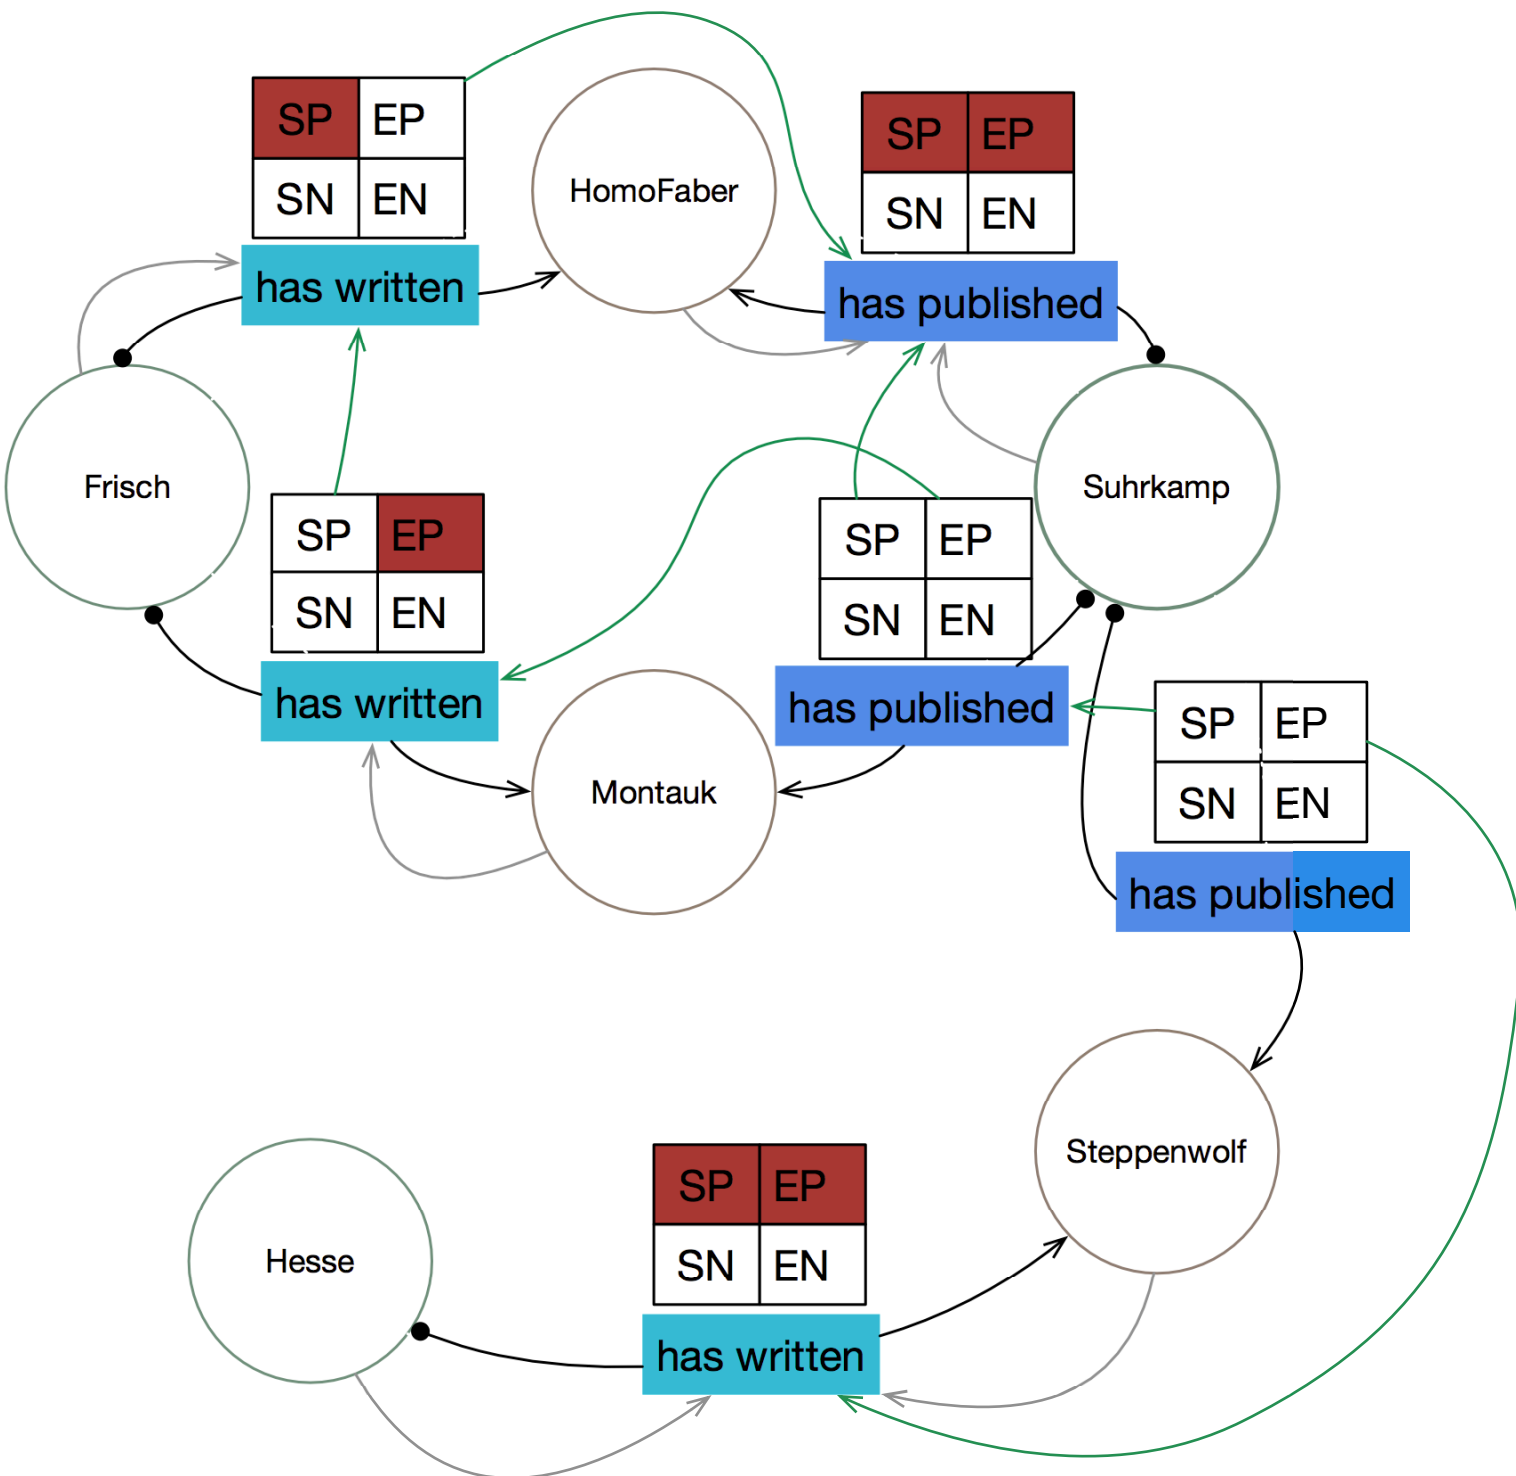 SP EP
SN EN
has written
HomoFaber
SP EP
SN EN
has published
Frisch
Suhrkamp
SP EP
SN EN
has written
SP EP
SN EN
has published
Montauk
SP EP
SN EN
has published
Steppenwolf
Hesse
SP EP
SN EN
has written